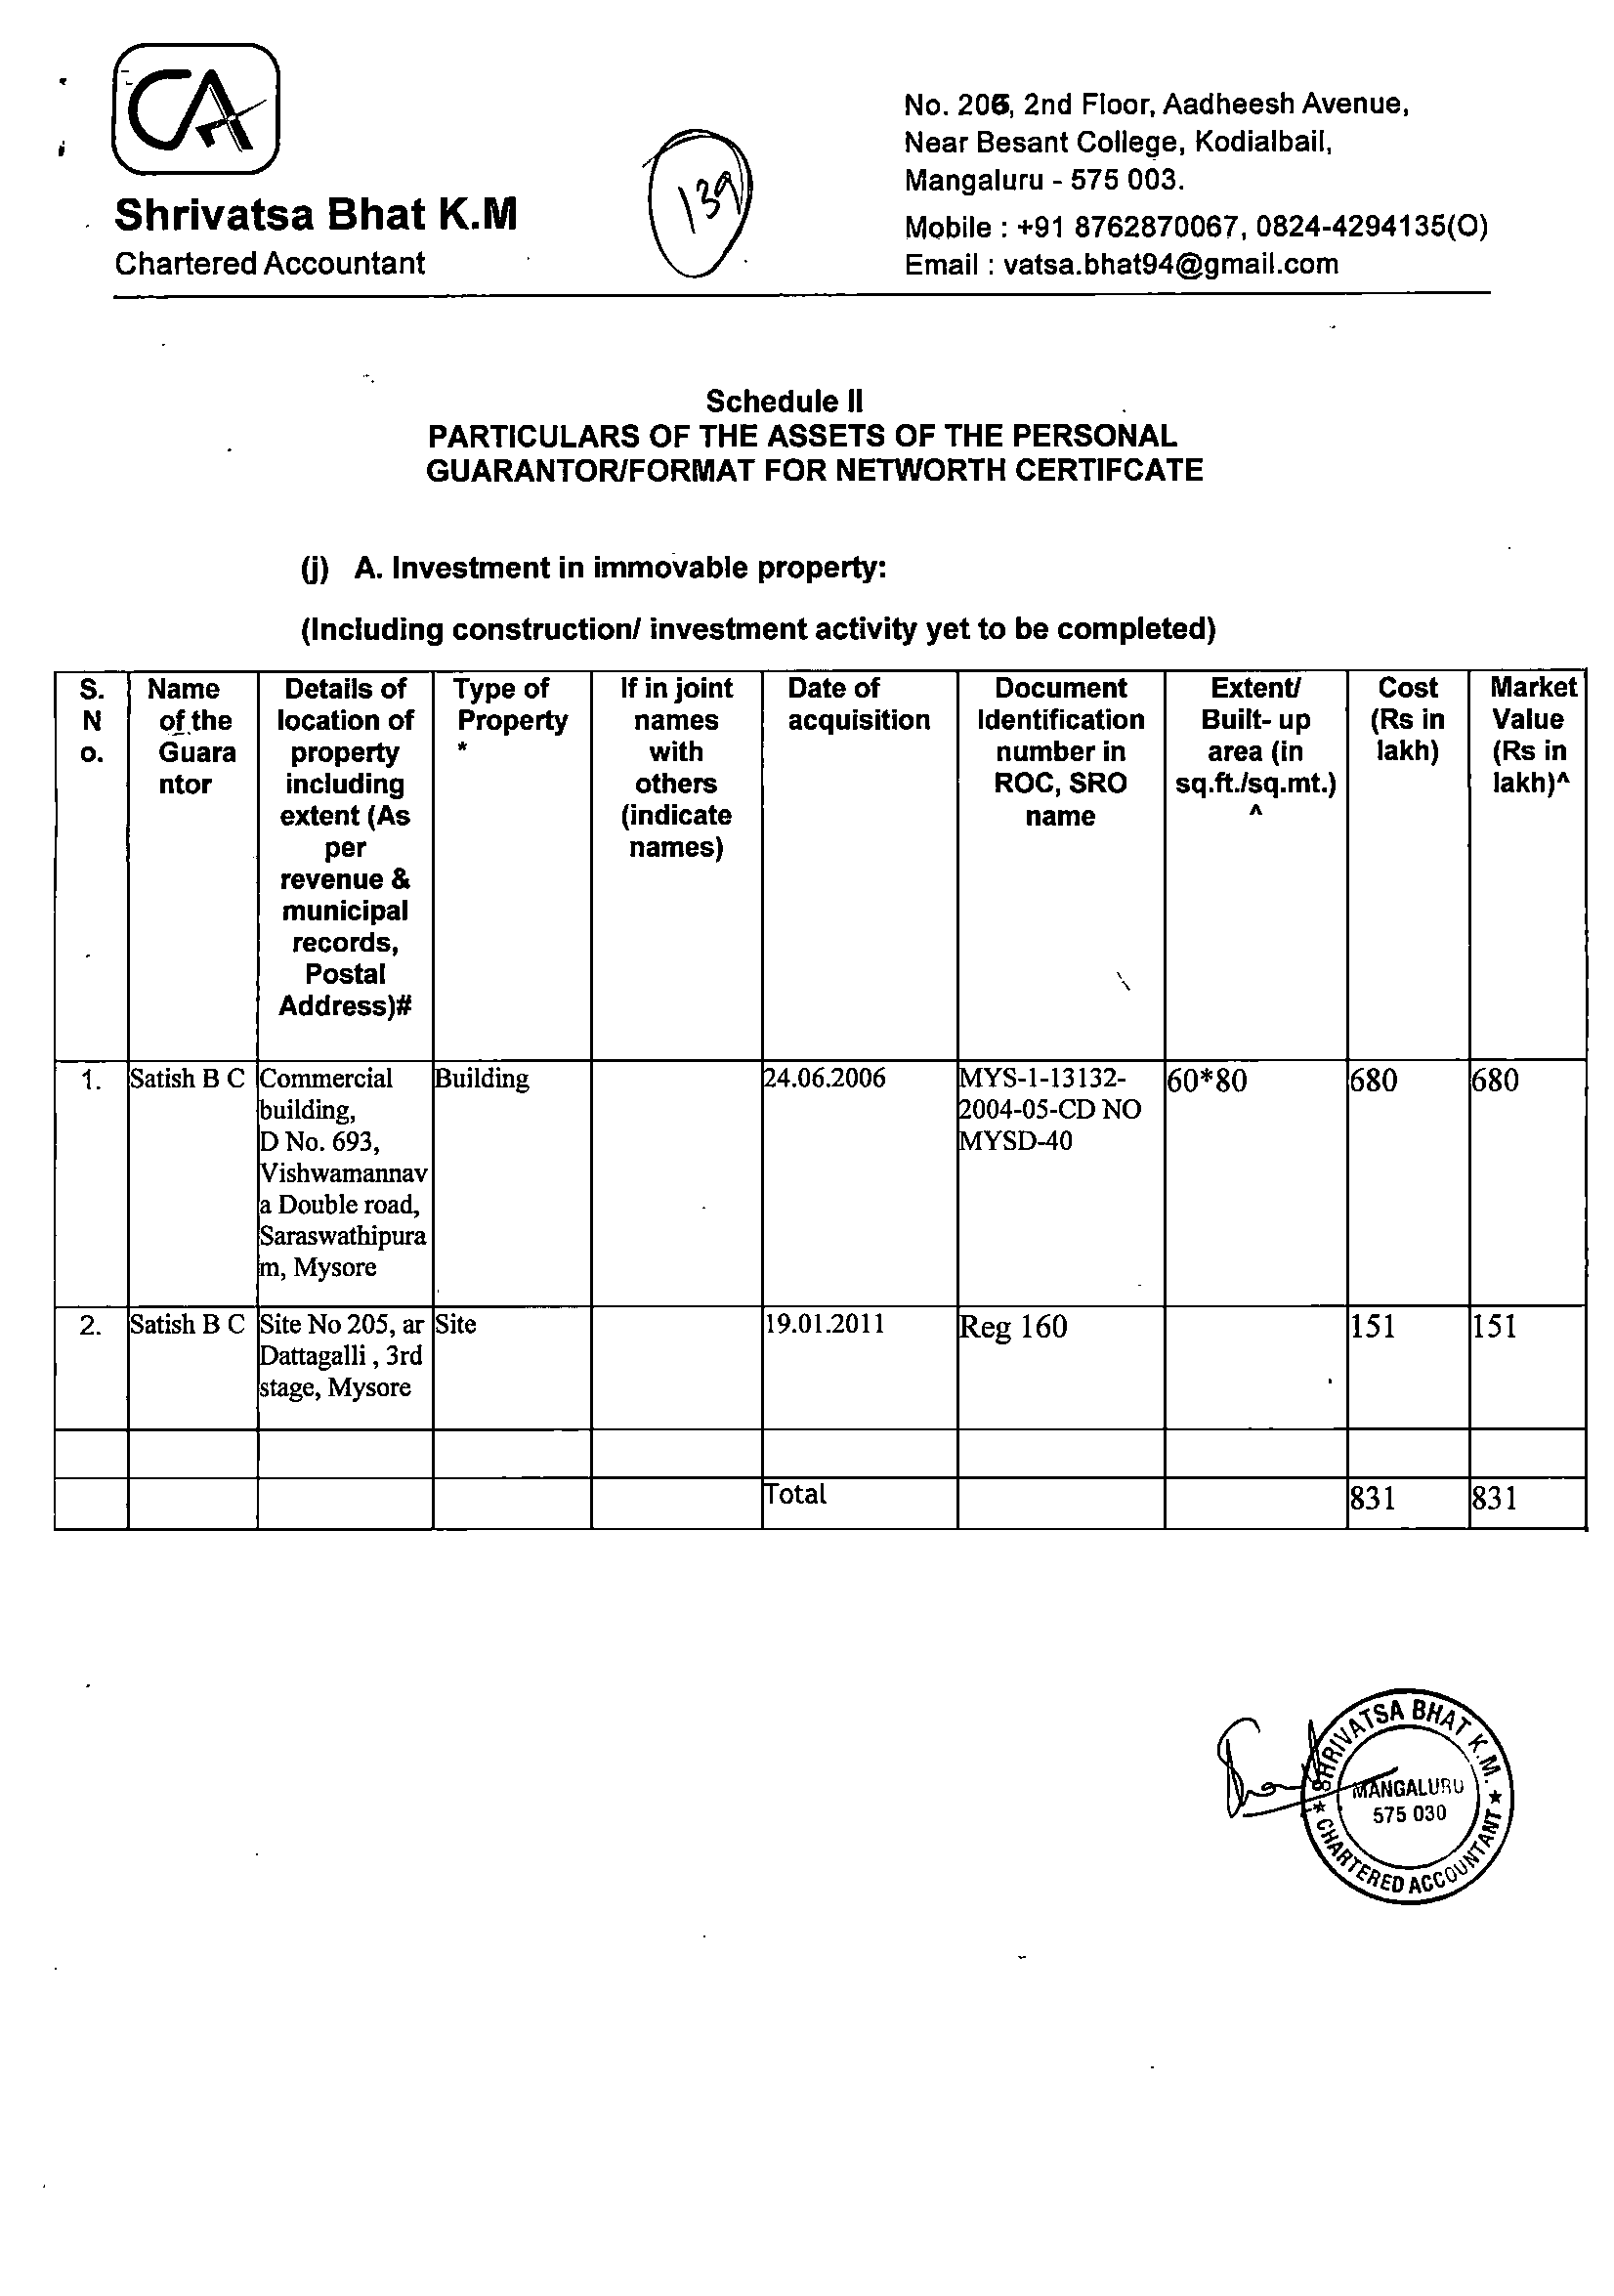 CA
Shrivatsa Bhat K.M
Chartered Accountant
139
No. 205, 2nd Floor, Aadheesh Avenue,
Near Besant College, Kodialbail,
Mangaluru - 575 003.
Mobile : +91 8762870067, 0824-4294135(O)
Email : vatsa.bhat94@gmail.com
Schedule II
PARTICULARS OF THE ASSETS OF THE PERSONAL
GUARANTOR/FORMAT FOR NETWORTH CERTIFCATE
(j) A. Investment in immovable property:
(Including construction/ investment activity yet to be completed)
S.
N
o.
Name
of the
Guara
ntor
Details of
location of
property
including
extent (As
per
revenue &
municipal
records,
Postal
Address)#
Type of
Property
*
If in joint
names
with
others
(indicate
names)
Date of
acquisition
Document
Identification
number in
ROC, SRO
name
Extent/
Built- up
area (in
sq.ft./sq.mt.)
^
Cost
(Rs in
lakh)
Market
Value
(Rs in
lakh)^
1.
Satish B C
Commercial
building,
D No. 693,
Vishwamannav
a Double road,
Saraswathipura
m, Mysore
Building
24.06.2006
MYS-1-13132-
2004-05-CD NO
MYSD-40
60*80
680
680
2.
Satish B C
Site No 205, ar
Dattagalli , 3rd
stage, Mysore
Site
19.01.2011
Reg 160
151
151
Total
831
831
SHRIVATSA BHAT K.M.
MANGALURU
575 030
★ CHARTERED ACCOUNTANT ★